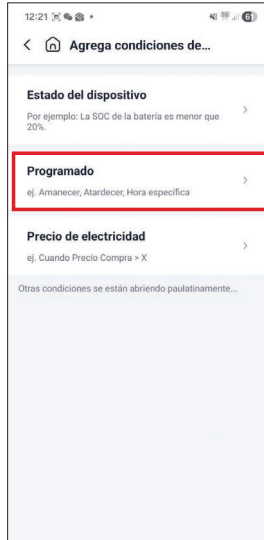 12:21
Agrega condiciones de...
Estado del dispositivo
Por ejemplo: La SOC de la batería es menor que
20%.
Programado
ej. Amanecer, Atardecer, Hora específica
Precio de electricidad
ej. Cuando Precio Compra > X
Otras condiciones se están abriendo paulatinamente...